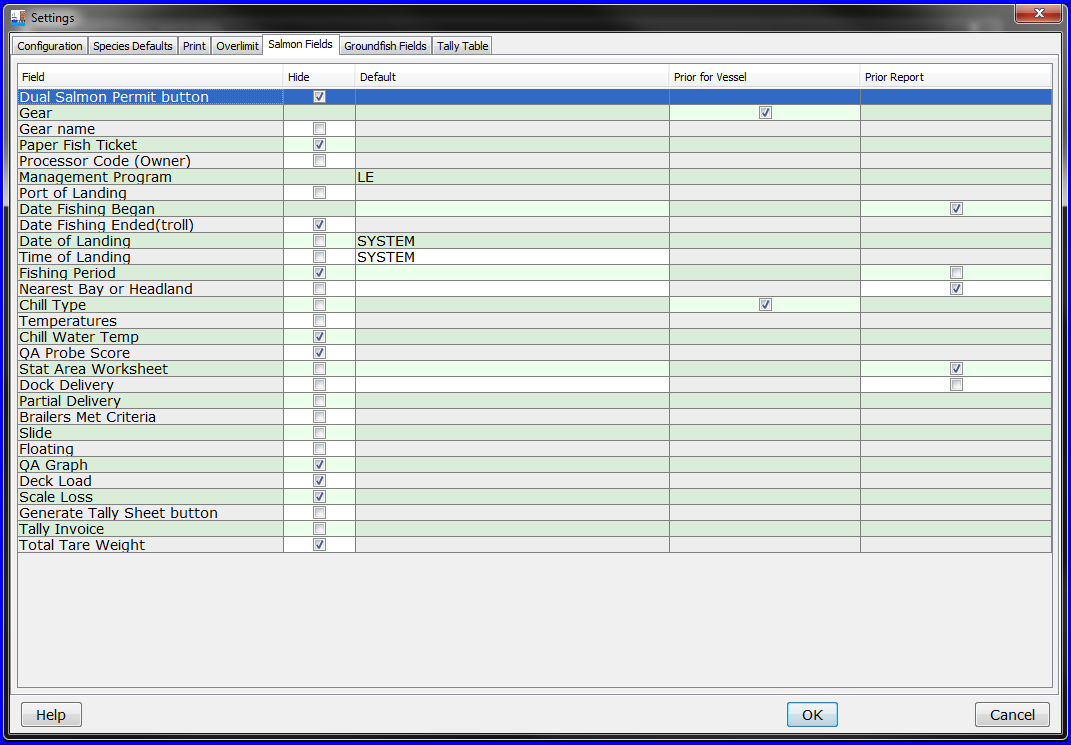 Settings
Configuration Species Defaults Print Overlimit Salmon Fields Groundfish Fields Tally Table
Field Hide Default Prior for Vessel Prior Report
Dual Salmon Permit button
Gear
Gear name
Paper Fish Ticket
Processor Code (Owner)
Management Program LE
Port of Landing
Date Fishing Began
Date Fishing Ended(troll)
Date of Landing SYSTEM
Time of Landing SYSTEM
Fishing Period
Nearest Bay or Headland
Chill Type
Temperatures
Chill Water Temp
QA Probe Score
Stat Area Worksheet
Dock Delivery
Partial Delivery
Brailers Met Criteria
Slide
Floating
QA Graph
Deck Load
Scale Loss
Generate Tally Sheet button
Tally Invoice
Total Tare Weight
Help OK Cancel